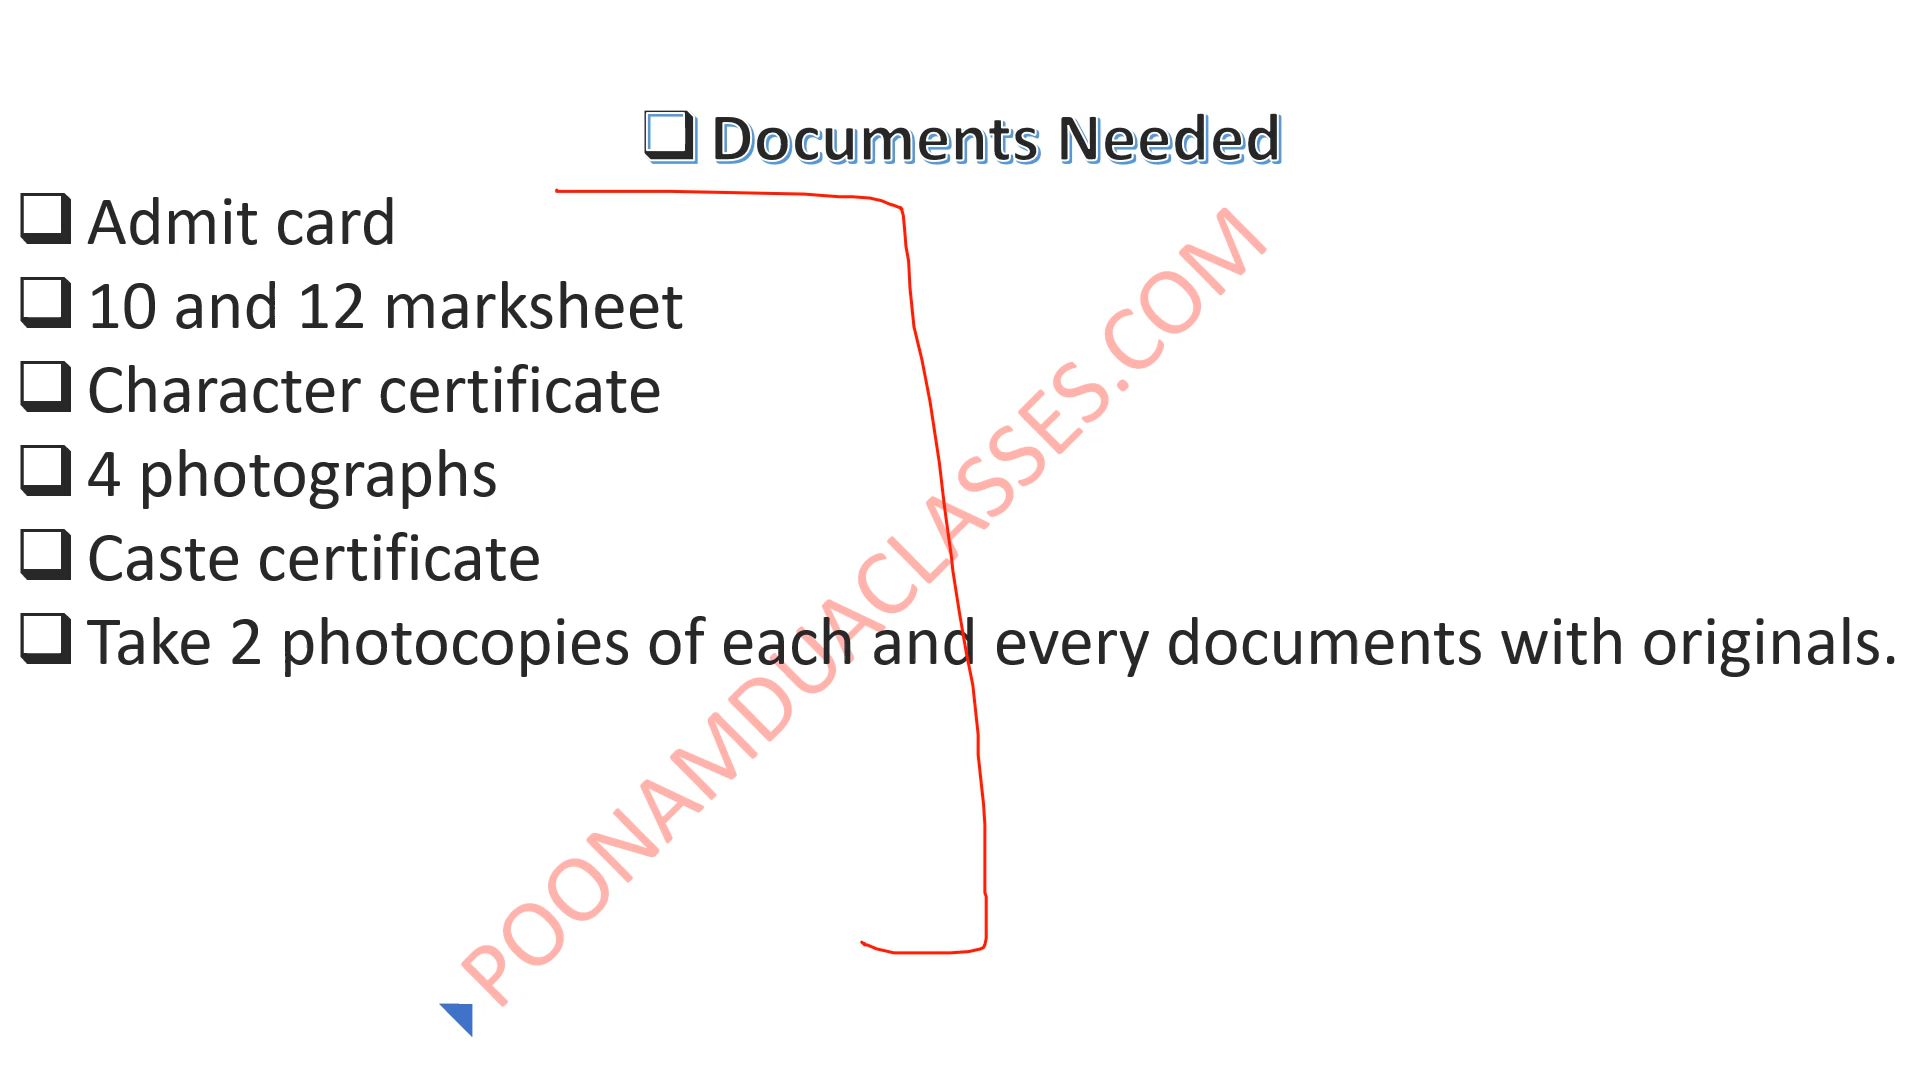 ❑ Documents Needed
❑ Admit card
❑ 10 and 12 marksheet
❑ Character certificate
❑ 4 photographs
❑ Caste certificate
❑ Take 2 photocopies of each and every documents with originals.
POONAMDUACLASSES.COM